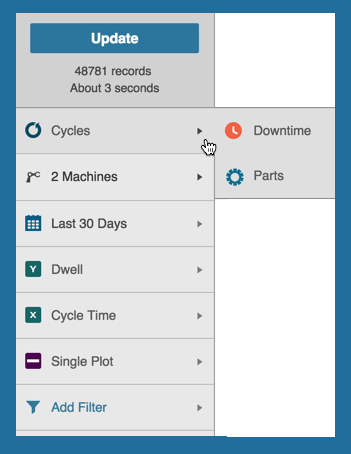 Update
48781 records
About 3 seconds
Cycles
Downtime
Parts
2 Machines
Last 30 Days
Y
Dwell
X
Cycle Time
Single Plot
Add Filter